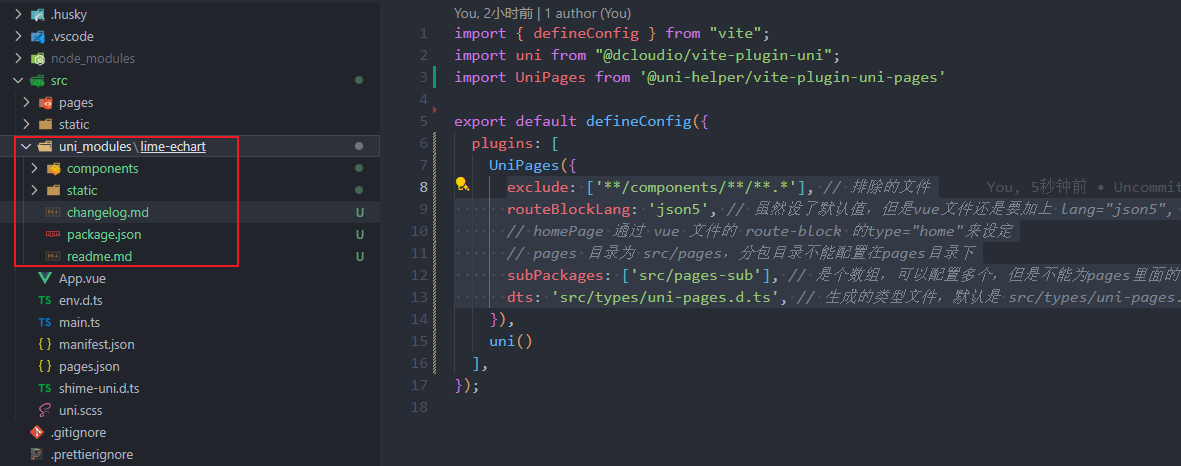 .husky
.vscode
node_modules
src
pages
static
uni_modules\lime-echart
components
static
changelog.md U
package.json U
readme.md U
App.vue
env.d.ts
main.ts
manifest.json
pages.json
shime-uni.d.ts
uni.scss
.gitignore
.prettierignore
You, 2小时前 | 1 author (You)
1 import { defineConfig } from "vite";
2 import uni from "@dcloudio/vite-plugin-uni";
3 import UniPages from '@uni-helper/vite-plugin-uni-pages'
4
5 export default defineConfig({
6 plugins: [
7 UniPages({
8 exclude: ['**/components/**/**.*'], // 排除的文件 You, 5秒钟前 • Uncommit
9 routeBlockLang: 'json5', // 虽然设了默认值，但是vue文件还是要加上 lang="json5",
10 // homePage 通过 vue 文件的 route-block 的type="home"来设定
11 // pages 目录为 src/pages，分包目录不能配置在pages目录下
12 subPackages: ['src/pages-sub'], // 是个数组，可以配置多个，但是不能为pages里面的
13 dts: 'src/types/uni-pages.d.ts', // 生成的类型文件，默认是 src/types/uni-pages.
14 }),
15 uni()
16 ],
17 });
18